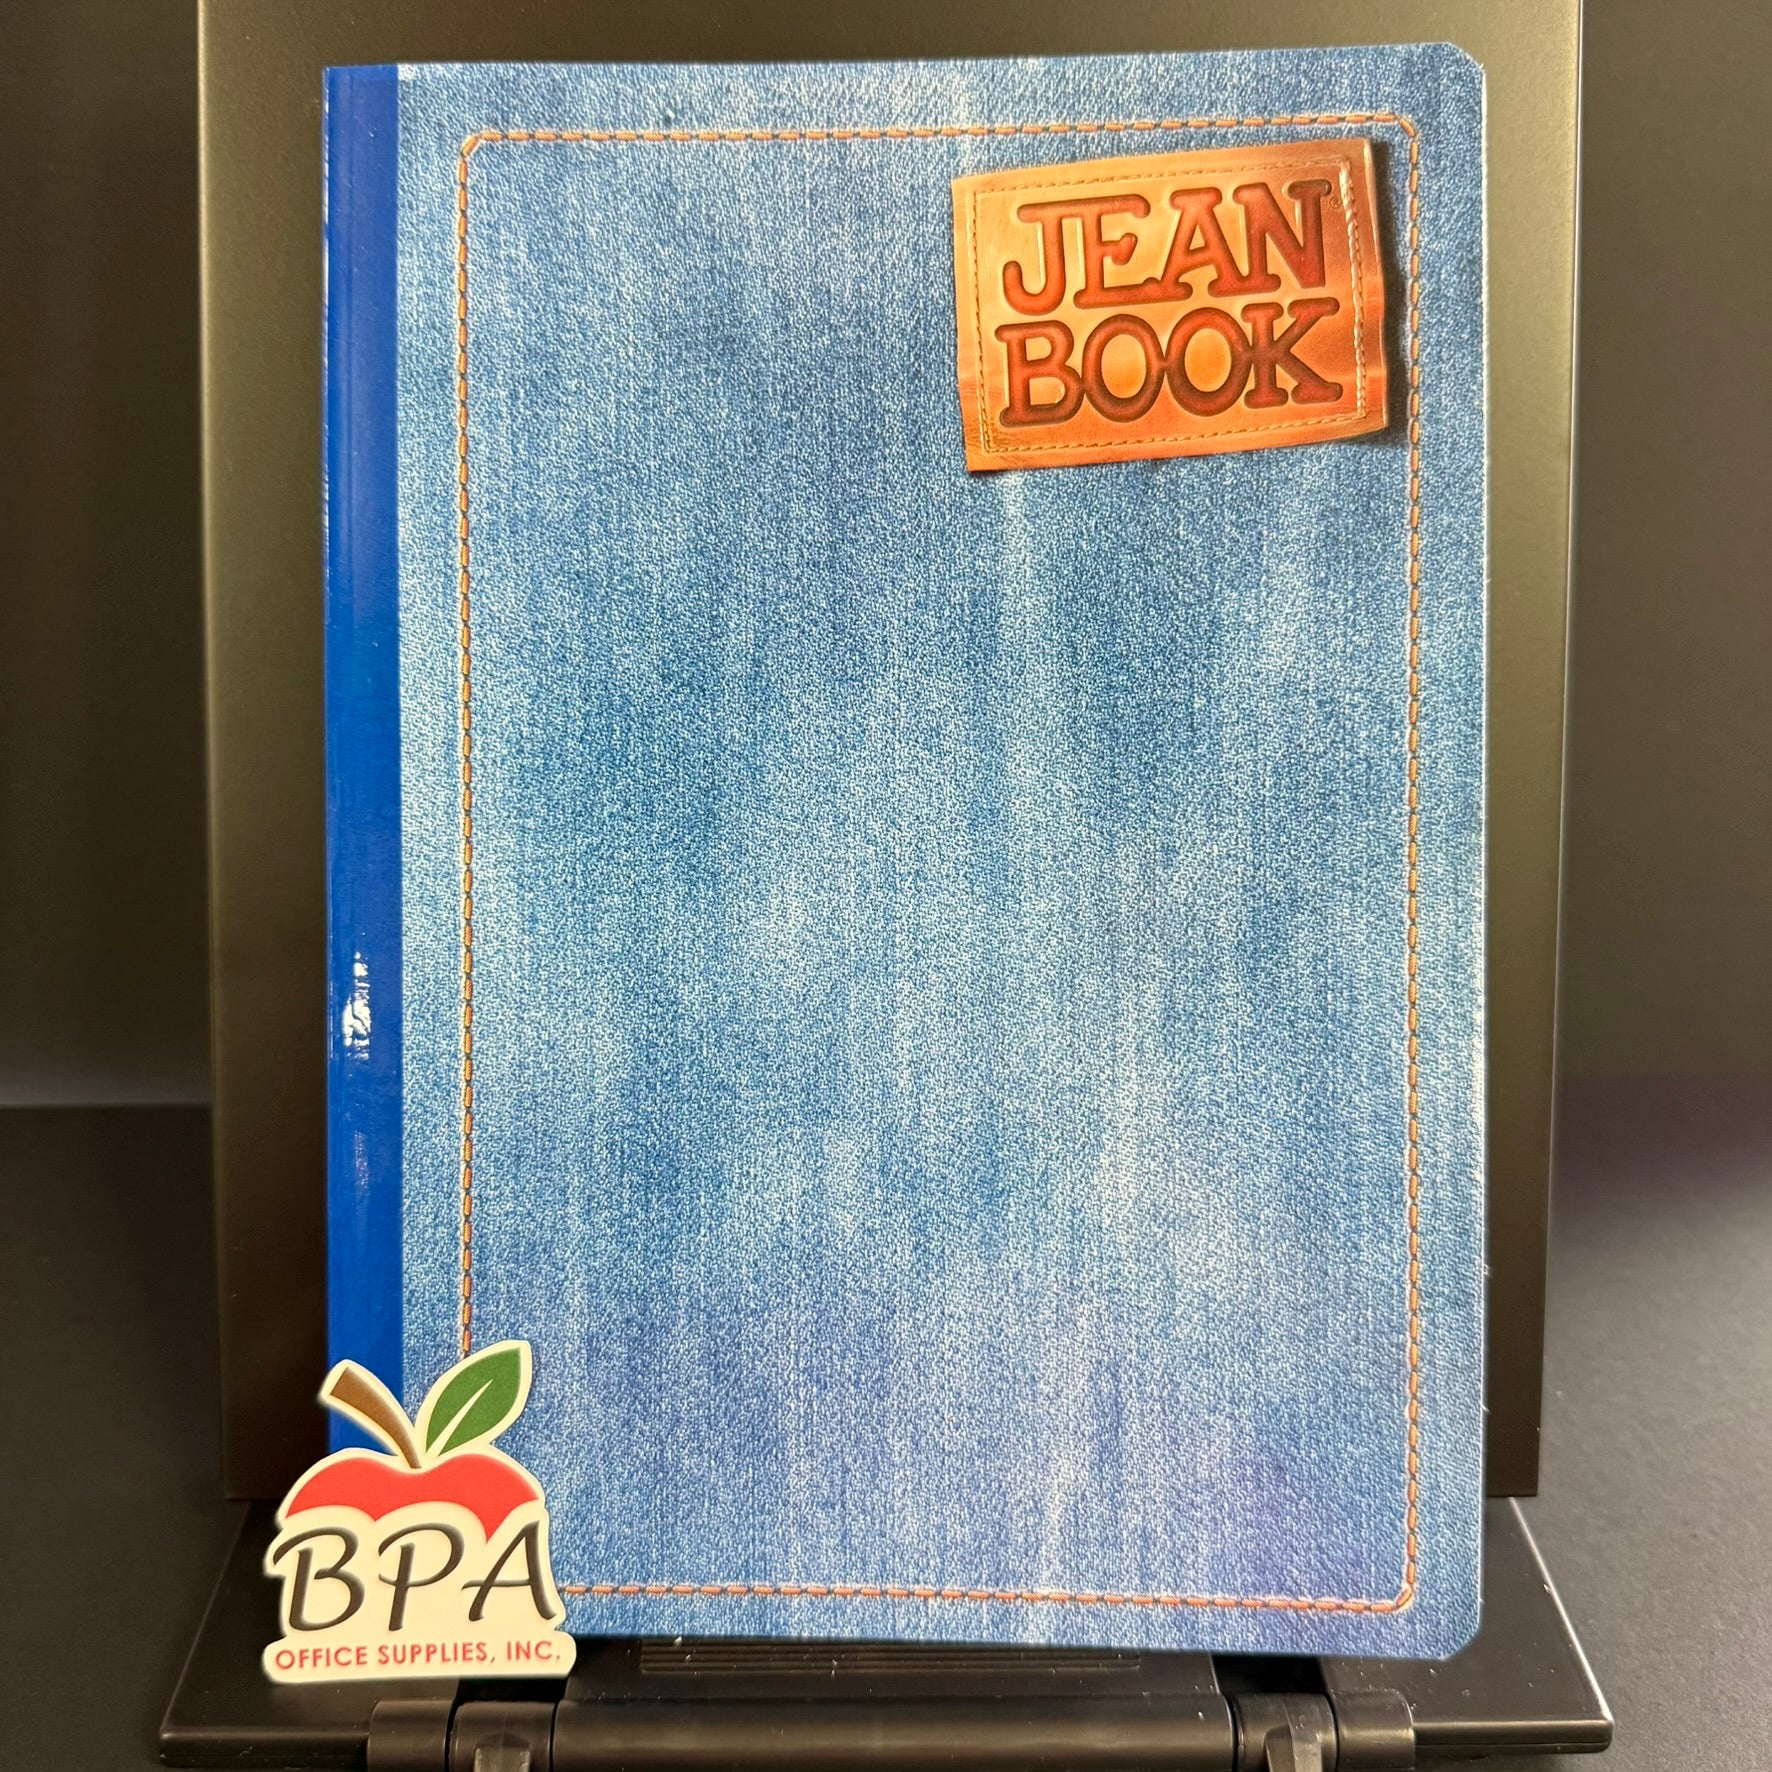 JEAN®
BOOK
BPA
OFFICE SUPPLIES, INC.